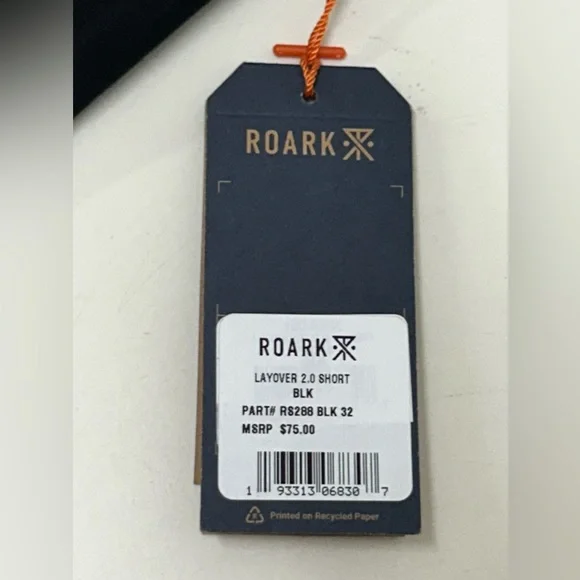 ROARK
ROARK
LAYOVER 2.0 SHORT
BLK
PART# RS288 BLK 32
MSRP $75.00
1 93313 06830 7
Printed on Recycled Paper